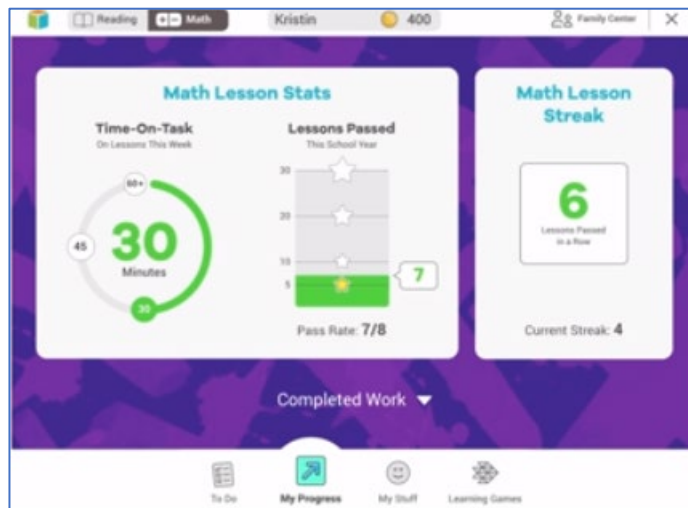 Reading
Math
Kristin
400
Family Center
Math Lesson Stats
Time-On-Task
On Lessons This Week
60+
45
30
Minutes
30
Lessons Passed
This School Year
30
20
10
5
7
Pass Rate: 7/8
Math Lesson
Streak
6
Lessons Passed
in a Row
Current Streak: 4
Completed Work
To Do
My Progress
My Stuff
Learning Games